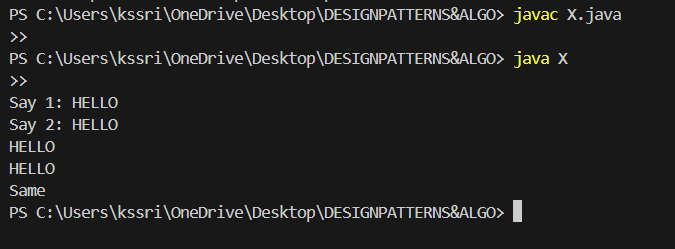 PS C:\Users\kssri\OneDrive\Desktop\DESIGNPATTERNS&ALGO> javac X.java
>>
PS C:\Users\kssri\OneDrive\Desktop\DESIGNPATTERNS&ALGO> java X
>>
Say 1: HELLO
Say 2: HELLO
HELLO
HELLO
Same
PS C:\Users\kssri\OneDrive\Desktop\DESIGNPATTERNS&ALGO>